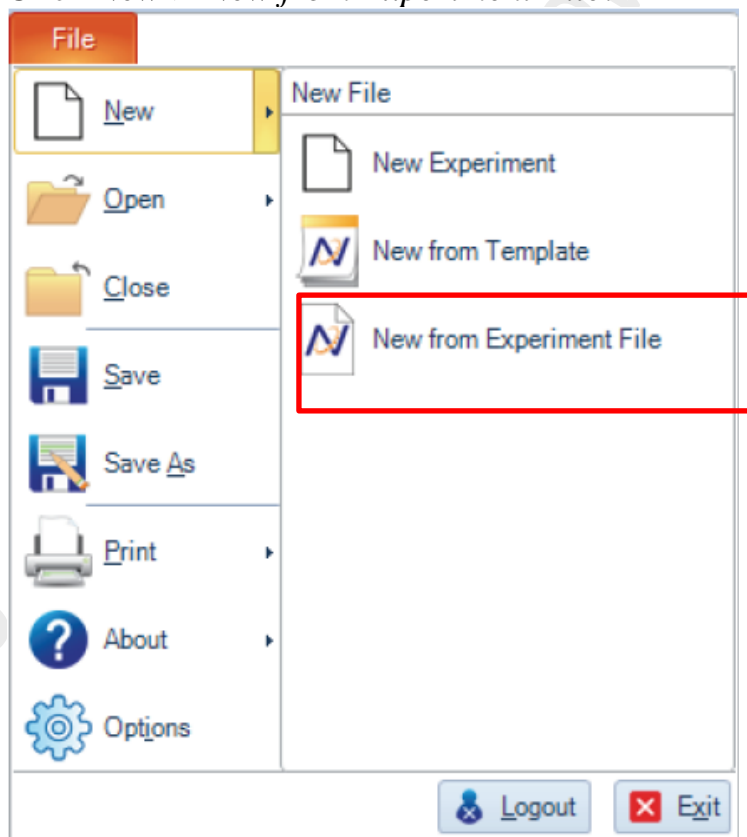 File
New
New File
New Experiment
Open
New from Template
Close
New from Experiment File
Save
Save As
Print
About
Options
Logout
Exit